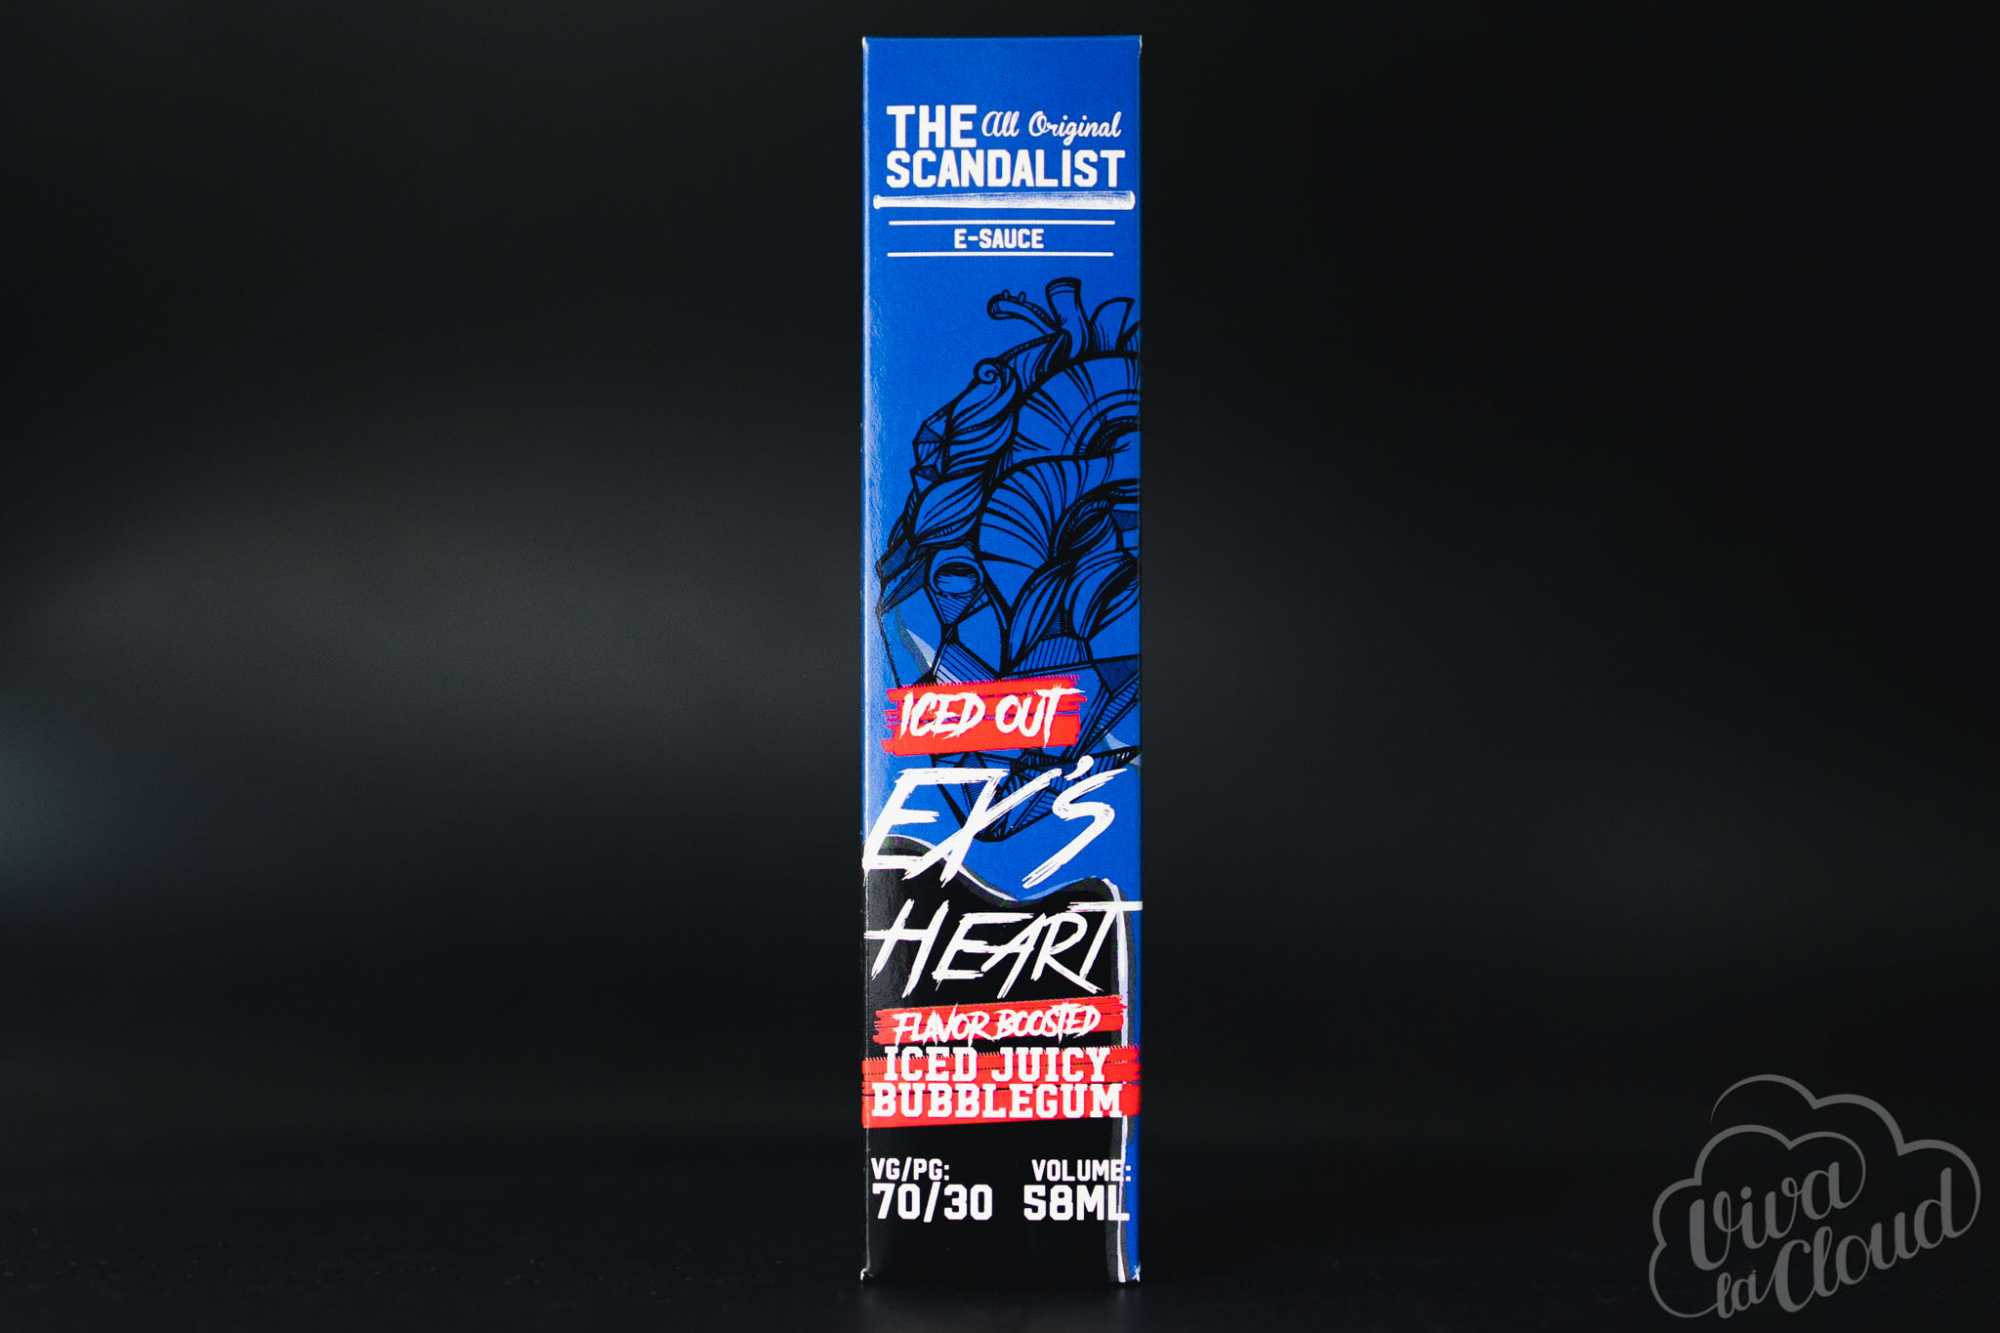 THE All Original
SCANDALIST
E-SAUCE
ICED OUT
EX'S
HEART
FLAVOR BOOSTED
ICED JUICY
BUBBLEGUM
VG/PG: VOLUME:
70/30 58ML
Viva
la Cloud